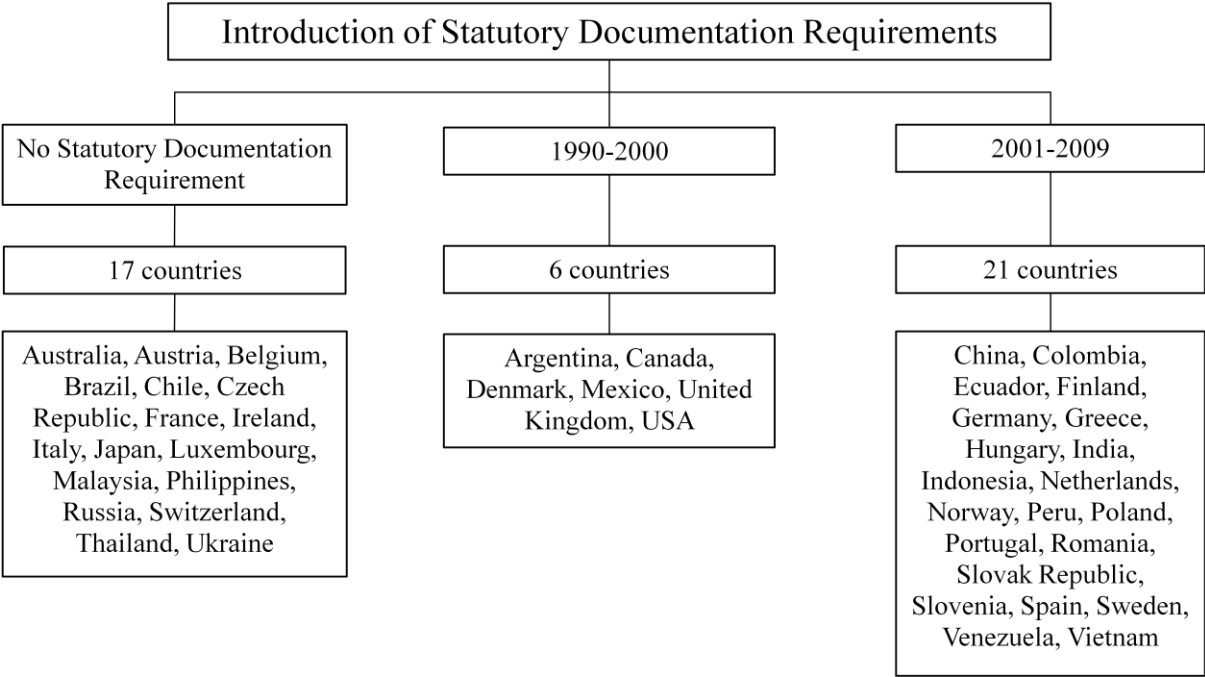 Introduction of Statutory Documentation Requirements
No Statutory Documentation
Requirement
17 countries
Australia, Austria, Belgium,
Brazil, Chile, Czech
Republic, France, Ireland,
Italy, Japan, Luxembourg,
Malaysia, Philippines,
Russia, Switzerland,
Thailand, Ukraine
1990-2000
6 countries
Argentina, Canada,
Denmark, Mexico, United
Kingdom, USA
2001-2009
21 countries
China, Colombia,
Ecuador, Finland,
Germany, Greece,
Hungary, India,
Indonesia, Netherlands,
Norway, Peru, Poland,
Portugal, Romania,
Slovak Republic,
Slovenia, Spain, Sweden,
Venezuela, Vietnam